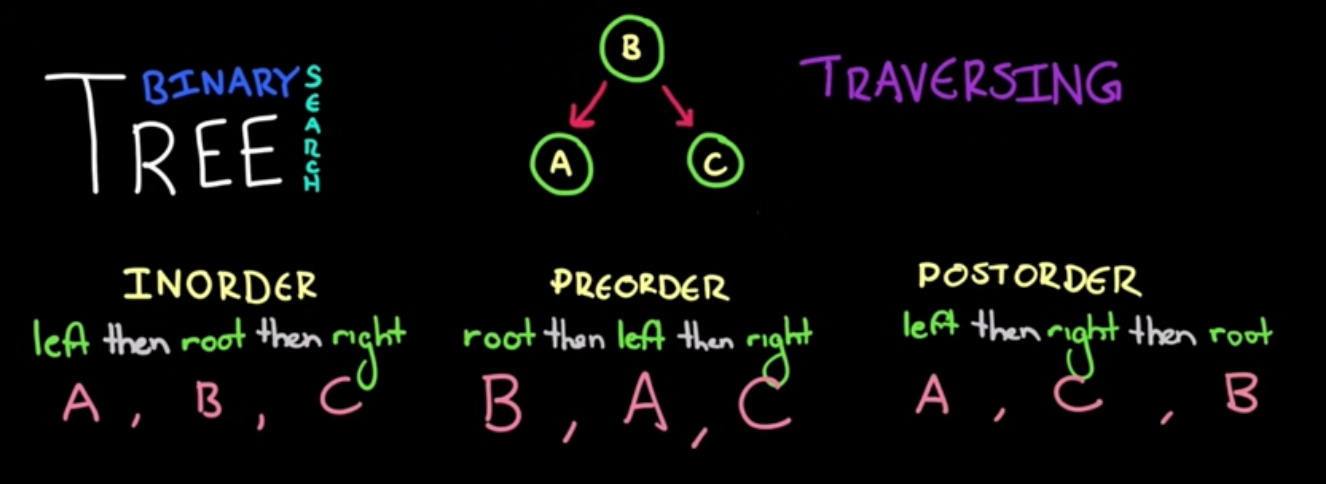 BINARY
TREE
SEARCH
B
A
C
TRAVERSING
INORDER
left then root then right
A , B , C
PREORDER
root then left then right
B , A , C
POSTORDER
left then right then root
A , C , B